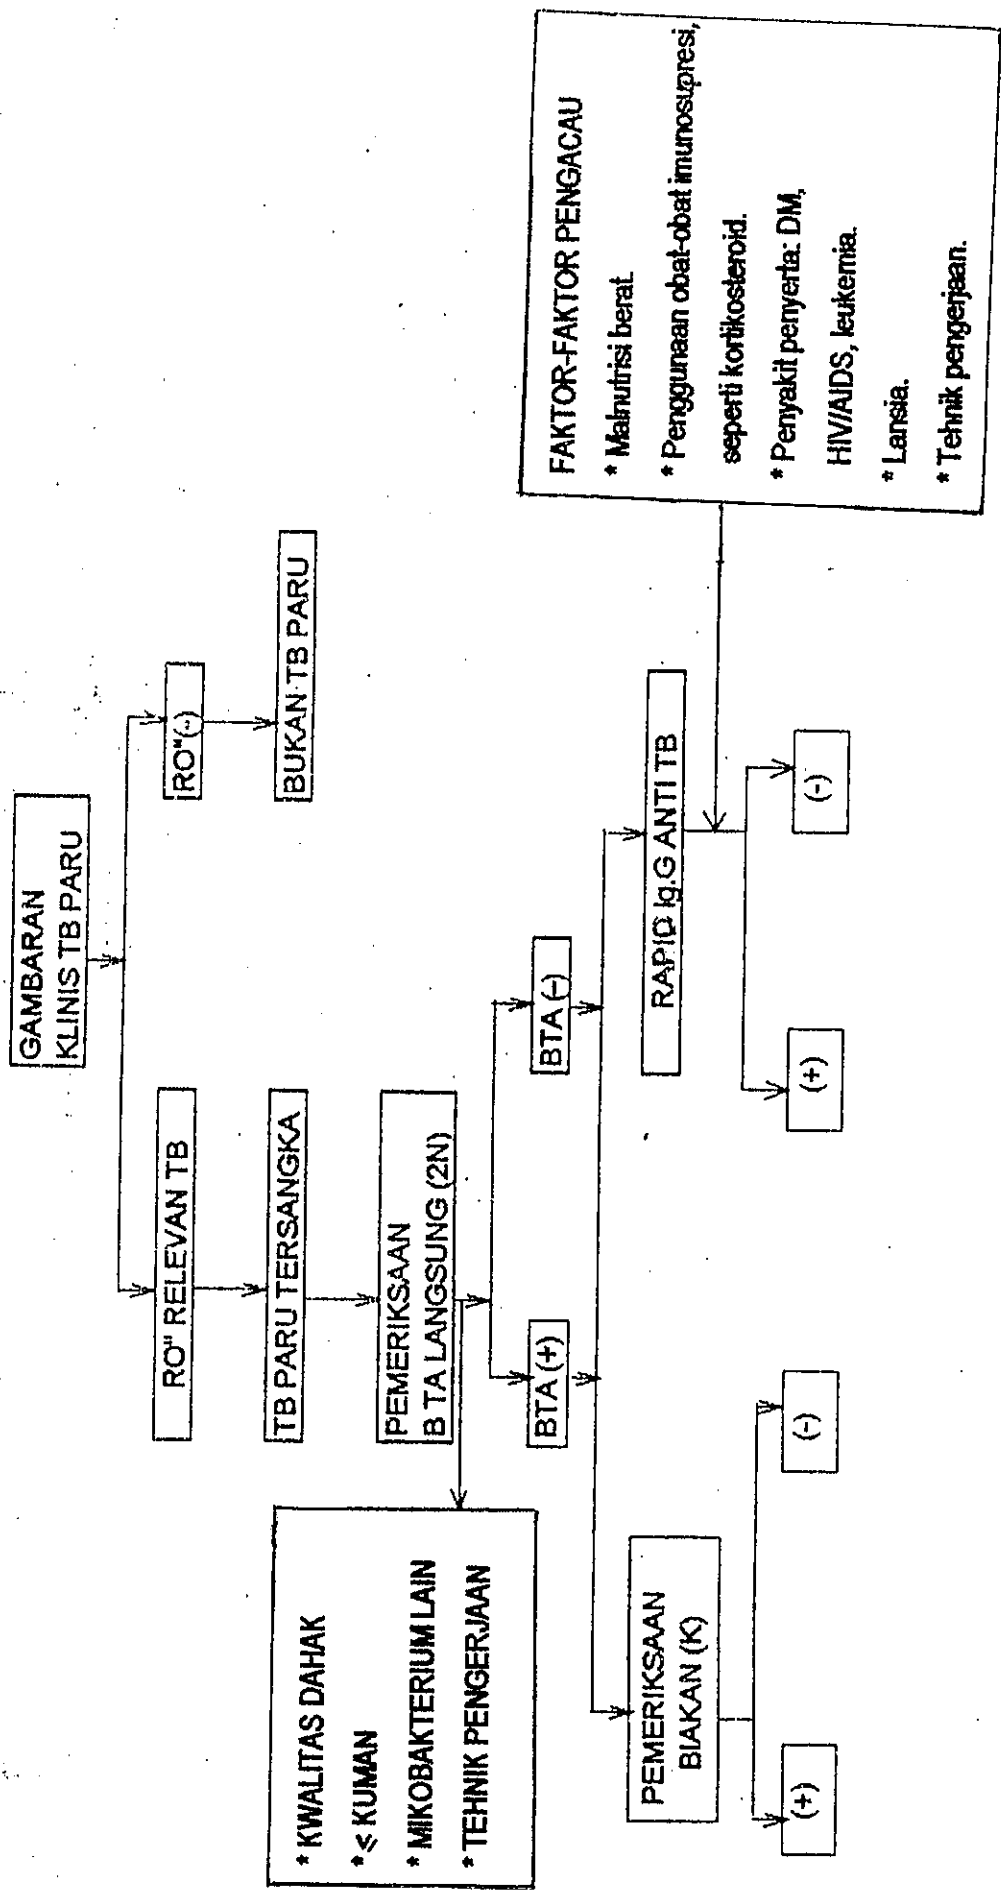 GAMBARAN
KLINIS TB PARU
RO" RELEVAN TB
RO"(-)
TB PARU TERSANGKA
BUKAN TB PARU
PEMERIKSAAN
B TA LANGSUNG (2N)
* KWALITAS DAHAK
* ≤ KUMAN
* MIKOBAKTERIUM LAIN
* TEHNIK PENGERJAAN
BTA (+)
BTA (-)
PEMERIKSAAN
BIAKAN (K)
RAPID Ig.G ANTI TB
FAKTOR-FAKTOR PENGACAU
* Malnutrisi berat.
* Penggunaan obat-obat imunosupresi,
seperti kortikosteroid.
* Penyakit penyerta: DM,
HIV/AIDS, leukemia.
* Lansia.
* Tehnik pengerjaan.
(+)
(-)
(+)
(-)